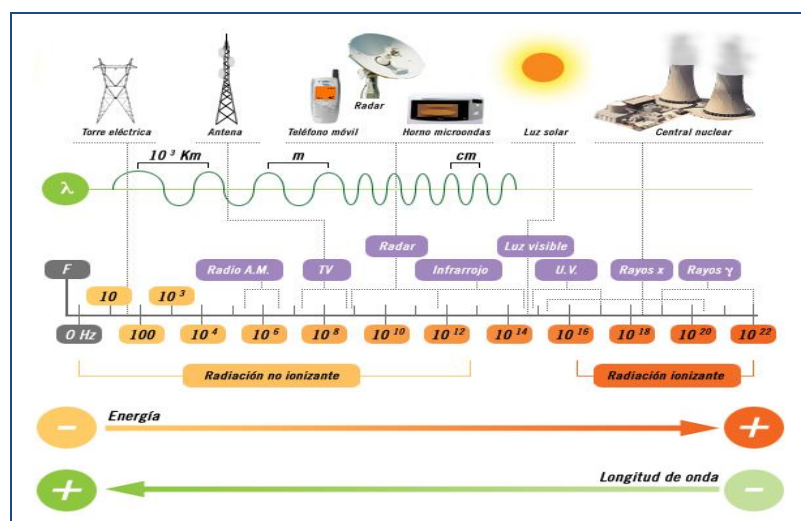 Radar
Torre eléctrica
Antena
Teléfono móvil
Horno microondas
Luz solar
Central nuclear
10³ Km
m
cm
λ
Radar
Luz visible
F
Radio A.M.
TV
Infrarrojo
U.V.
Rayos x
Rayos γ
10
10³
0 Hz
100
10⁴
10⁶
10⁸
10¹⁰
10¹²
10¹⁴
10¹⁶
10¹⁸
10²⁰
10²²
Radiación no ionizante
Radiación ionizante
Energía
−
+
Longitud de onda
+
−